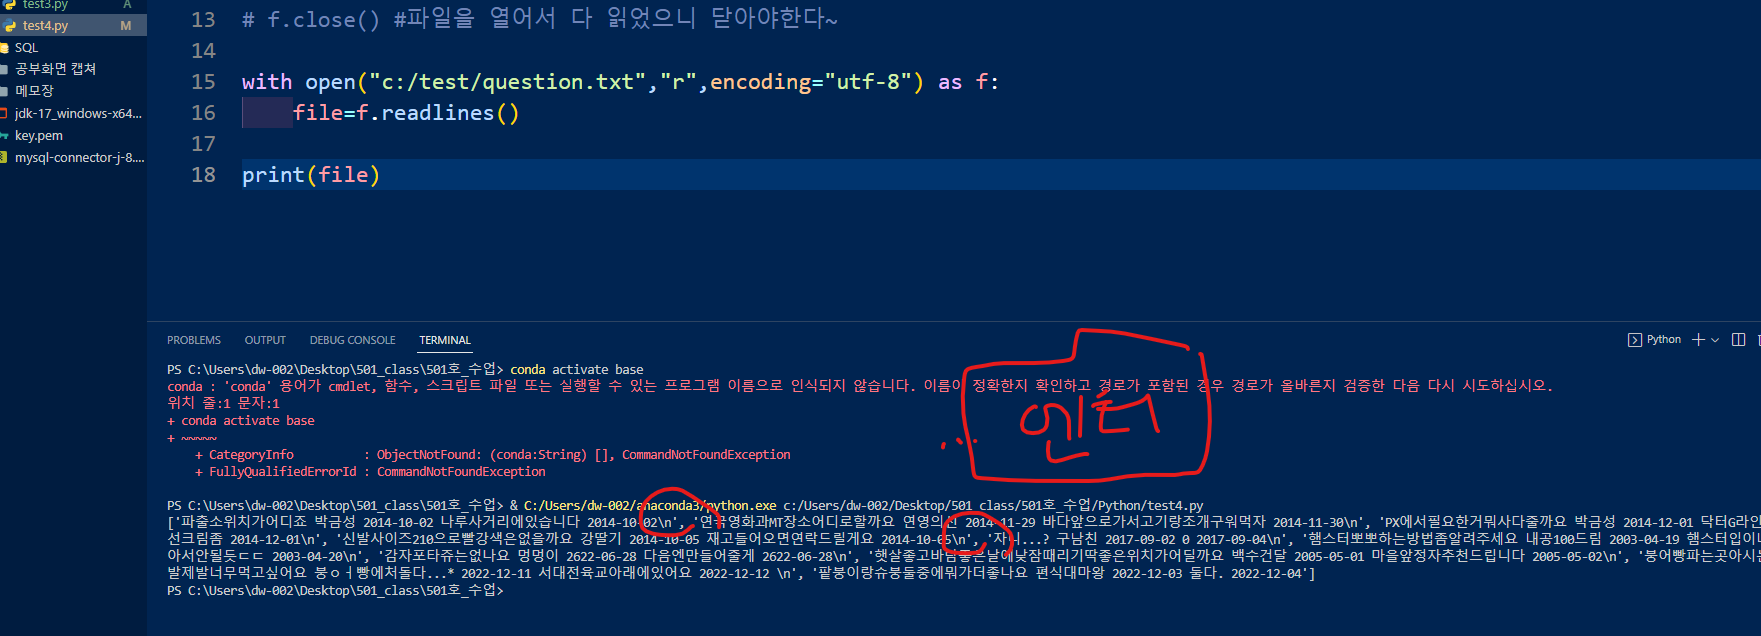 test3.py A
test4.py M
SQL
공부화면 캡쳐
메모장
jdk-17_windows-x64...
key.pem
mysql-connector-j-8....
13 # f.close() #파일을 열어서 다 읽었으니 닫아야한다~
14
15 with open("c:/test/question.txt","r",encoding="utf-8") as f:
16 file=f.readlines()
17
18 print(file)
PROBLEMS OUTPUT DEBUG CONSOLE TERMINAL
Python
PS C:\Users\dw-002\Desktop\501_class\501호_수업> conda activate base
conda : 'conda' 용어가 cmdlet, 함수, 스크립트 파일 또는 실행할 수 있는 프로그램 이름으로 인식되지 않습니다. 이름이 정확한지 확인하고 경로가 포함된 경우 경로가 올바른지 검증한 다음 다시 시도하십시오.
위치 줄:1 문자:1
+ conda activate base
+ ~~~~~
+ CategoryInfo : ObjectNotFound: (conda:String) [], CommandNotFoundException
+ FullyQualifiedErrorId : CommandNotFoundException
... 엔터
PS C:\Users\dw-002\Desktop\501_class\501호_수업> & C:/Users/dw-002/anaconda3/python.exe c:/Users/dw-002/Desktop/501_class/501호_수업/Python/test4.py
['파출소위치가어디죠 박금성 2014-10-02 나루사거리에있습니다 2014-10-02\n', '연극영화과MT장소어디로할까요 연영의신 2014-11-29 바다앞으로가서고기랑조개구워먹자 2014-11-30\n', 'PX에서필요한거뭐사다줄까요 박금성 2014-12-01 닥터G라인
선크림좀 2014-12-01\n', '신발사이즈210으로빨강색은없을까요 강딸기 2014-10-05 재고들어오면연락드릴게요 2014-10-05\n', '자니...? 구남친 2017-09-02 0 2017-09-04\n', '햄스터뽀뽀하는방법좀알려주세요 내공100드림 2003-04-19 햄스터입이너
아서안될듯ㄷㄷ 2003-04-20\n', '감자포타쥬는없나요 멍멍이 2622-06-28 다음엔만들어줄게 2622-06-28\n', '햇살좋고바람좋은날에낮잠때리기딱좋은위치가어딜까요 백수건달 2005-05-01 마을앞정자추천드립니다 2005-05-02\n', '붕어빵파는곳아시는
발제발너무먹고싶어요 붕ㅇㅓ빵에처돌다...* 2022-12-11 서대전육교아래에있어요 2022-12-12 \n', '팥붕이랑슈붕둘중에뭐가더좋나요 편식대마왕 2022-12-03 둘다. 2022-12-04']
PS C:\Users\dw-002\Desktop\501_class\501호_수업>